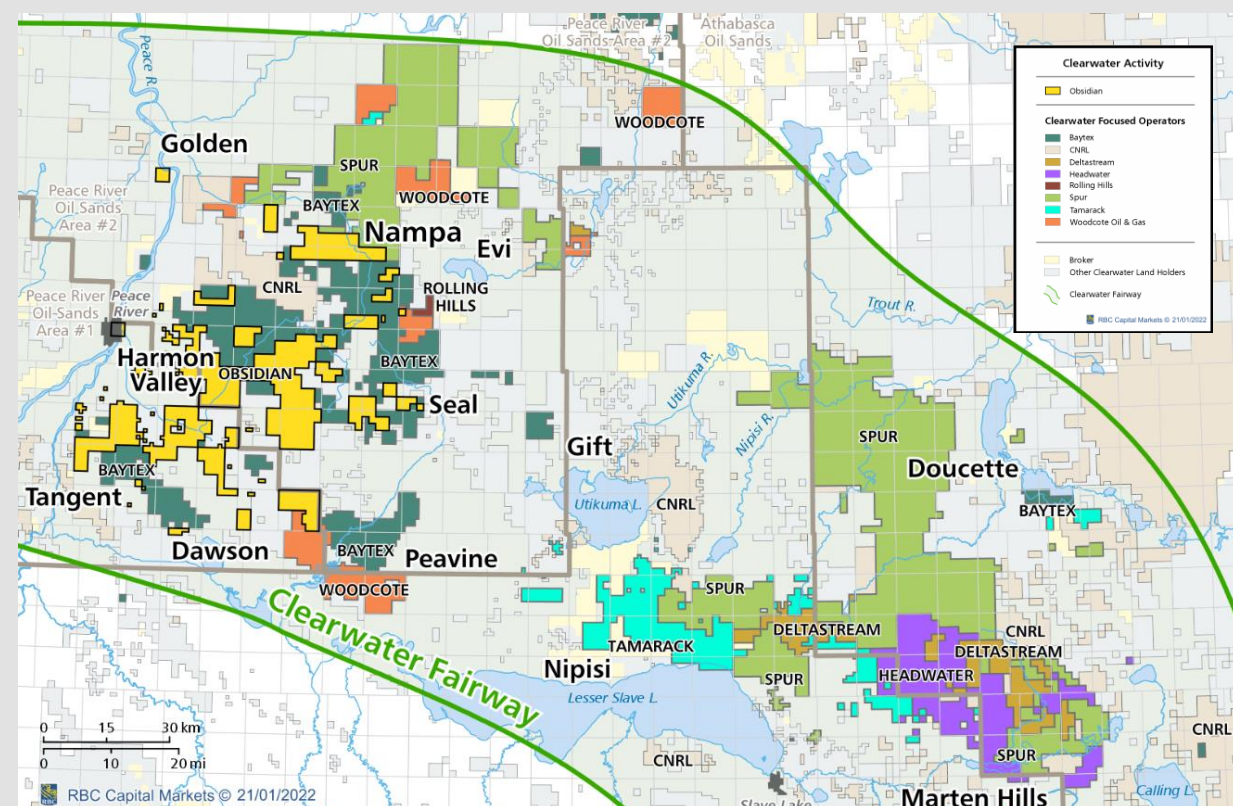 Peace River
Oil Sands Area #2
Athabasca
Oil Sands
Peace R.
Golden
WOODCOTE
SPUR
WOODCOTE
BAYTEX
Peace River
Oil Sands
Area #2
Nampa
Evi
CNRL
ROLLING
HILLS
Peace River
Oil Sands
Area #1
Peace
River
Trout R.
Harmon
Valley
OBSIDIAN
BAYTEX
Utikuma R.
Seal
Nipisi R.
SPUR
Gift
Doucette
BAYTEX
Tangent
Utikuma L.
CNRL
BAYTEX
Dawson
BAYTEX
Peavine
WOODCOTE
SPUR
Clearwater Fairway
DELTASTREAM
CNRL
TAMARACK
DELTASTREAM
Nipisi
HEADWATER
SPUR
Lesser Slave L.
0 15 30 km
0 10 20 mi
CNRL
CNRL
SPUR
Slave Lake
Calling L.
Marten Hills
RBC Capital Markets © 21/01/2022
Clearwater Activity
Obsidian
Clearwater Focused Operators
Baytex
CNRL
Deltastream
Headwater
Rolling Hills
Spur
Tamarack
Woodcote Oil & Gas
Broker
Other Clearwater Land Holders
Clearwater Fairway
RBC Capital Markets © 21/01/2022